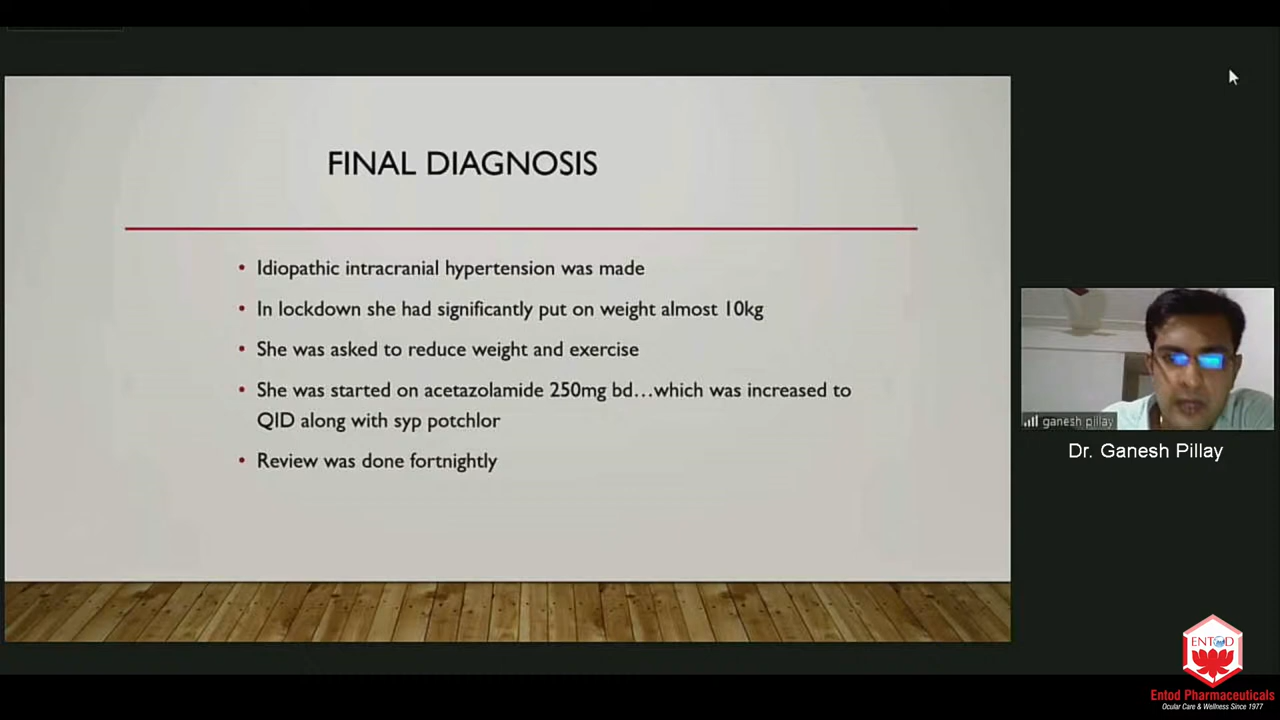 FINAL DIAGNOSIS
• Idiopathic intracranial hypertension was made
• In lockdown she had significantly put on weight almost 10kg
• She was asked to reduce weight and exercise
• She was started on acetazolamide 250mg bd...which was increased to
QID along with syp potchlor
• Review was done fortnightly
ganesh pillay
Dr. Ganesh Pillay
ENTOD
Entod Pharmaceuticals
Ocular Care & Wellness Since 1977